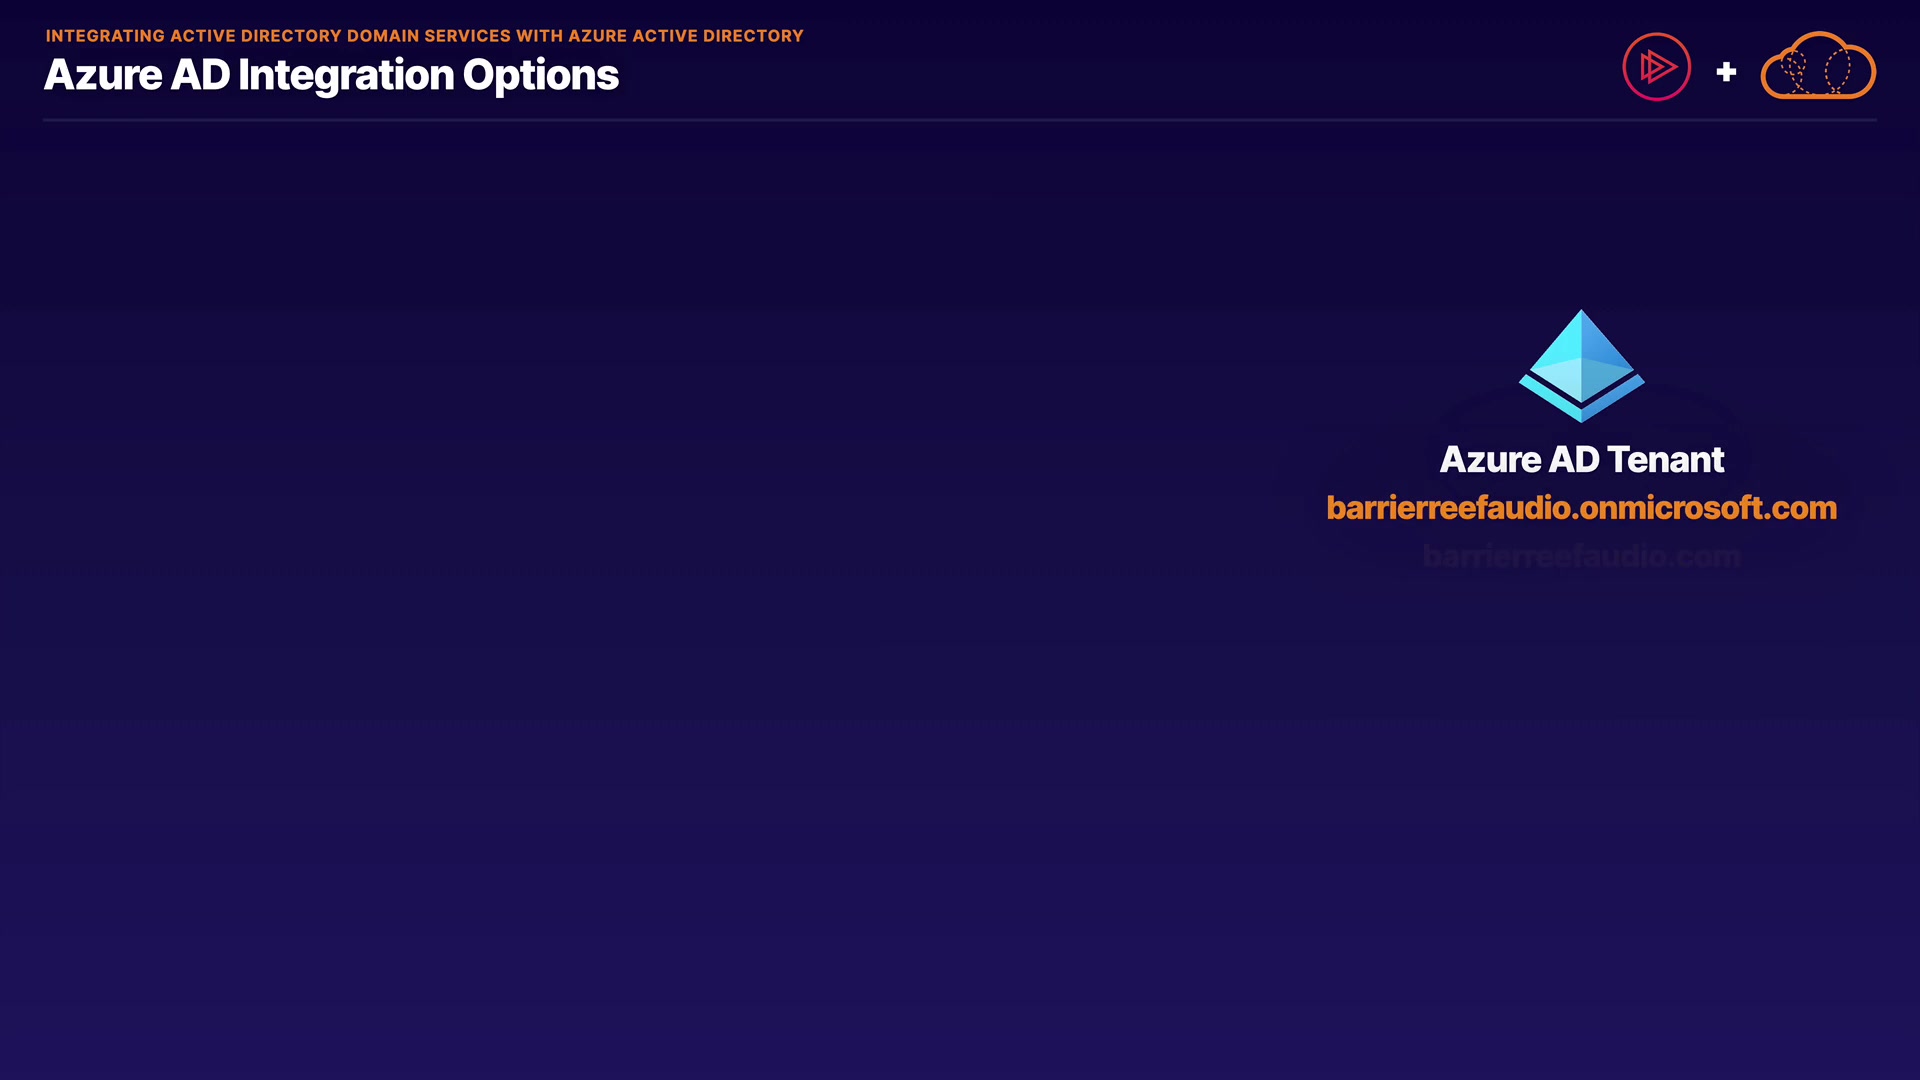 INTEGRATING ACTIVE DIRECTORY DOMAIN SERVICES WITH AZURE ACTIVE DIRECTORY
Azure AD Integration Options
+
Azure AD Tenant
barrierreefaudio.onmicrosoft.com
barrierreefaudio.com